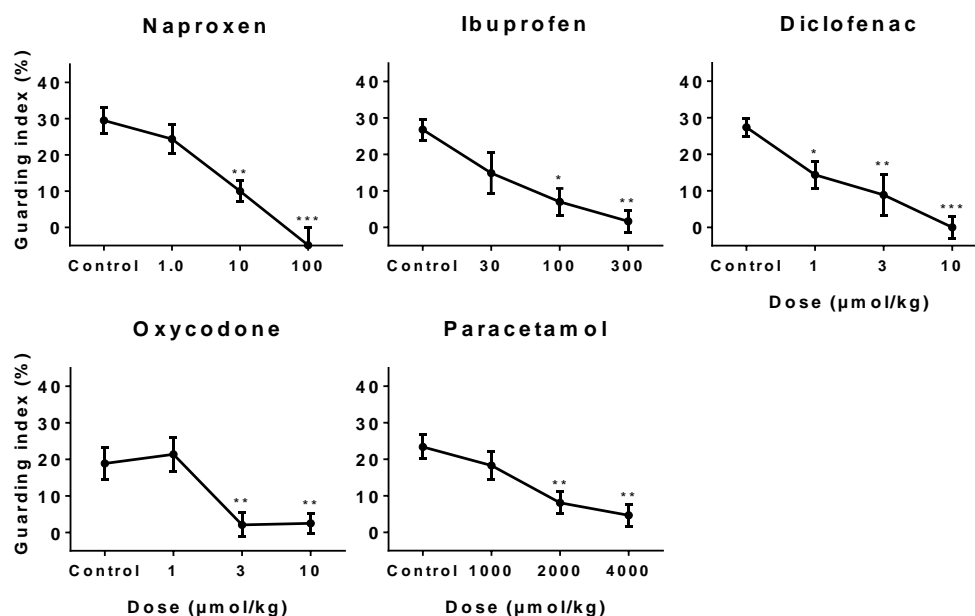 Naproxen
Guarding index (%)
40
30
20
10
0
Control 1.0 10 100
**
***
Ibuprofen
40
30
20
10
0
Control 30 100 300
*
**
Diclofenac
40
30
20
10
0
Control 1 3 10
*
**
***
Dose (µmol/kg)
Oxycodone
Guarding index (%)
40
30
20
10
0
Control 1 3 10
**
**
Dose (µmol/kg)
Paracetamol
40
30
20
10
0
Control 1000 2000 4000
**
**
Dose (µmol/kg)